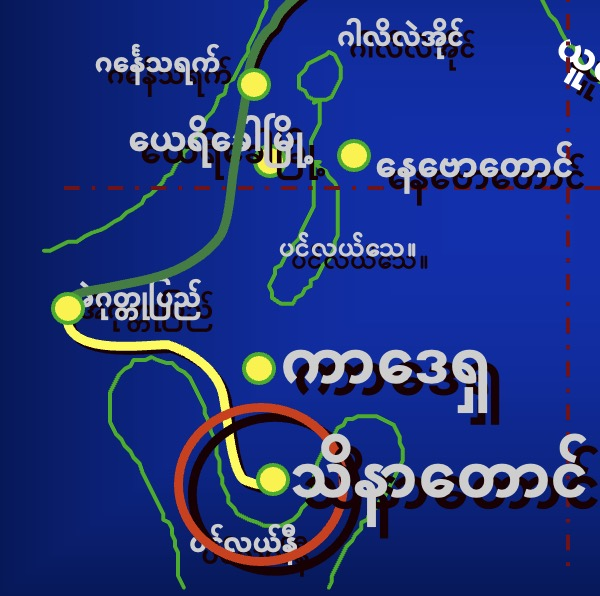 ဂါလိလဲအိုင်
ဂန္နေသရက်
ယေရိခေါမြို့
နေဗောတောင်
ပင်လယ်သေ။
အဲဂုတ္တုပြည်
ကာဒေရှ
သိနာတောင်
ပင်လယ်နီ